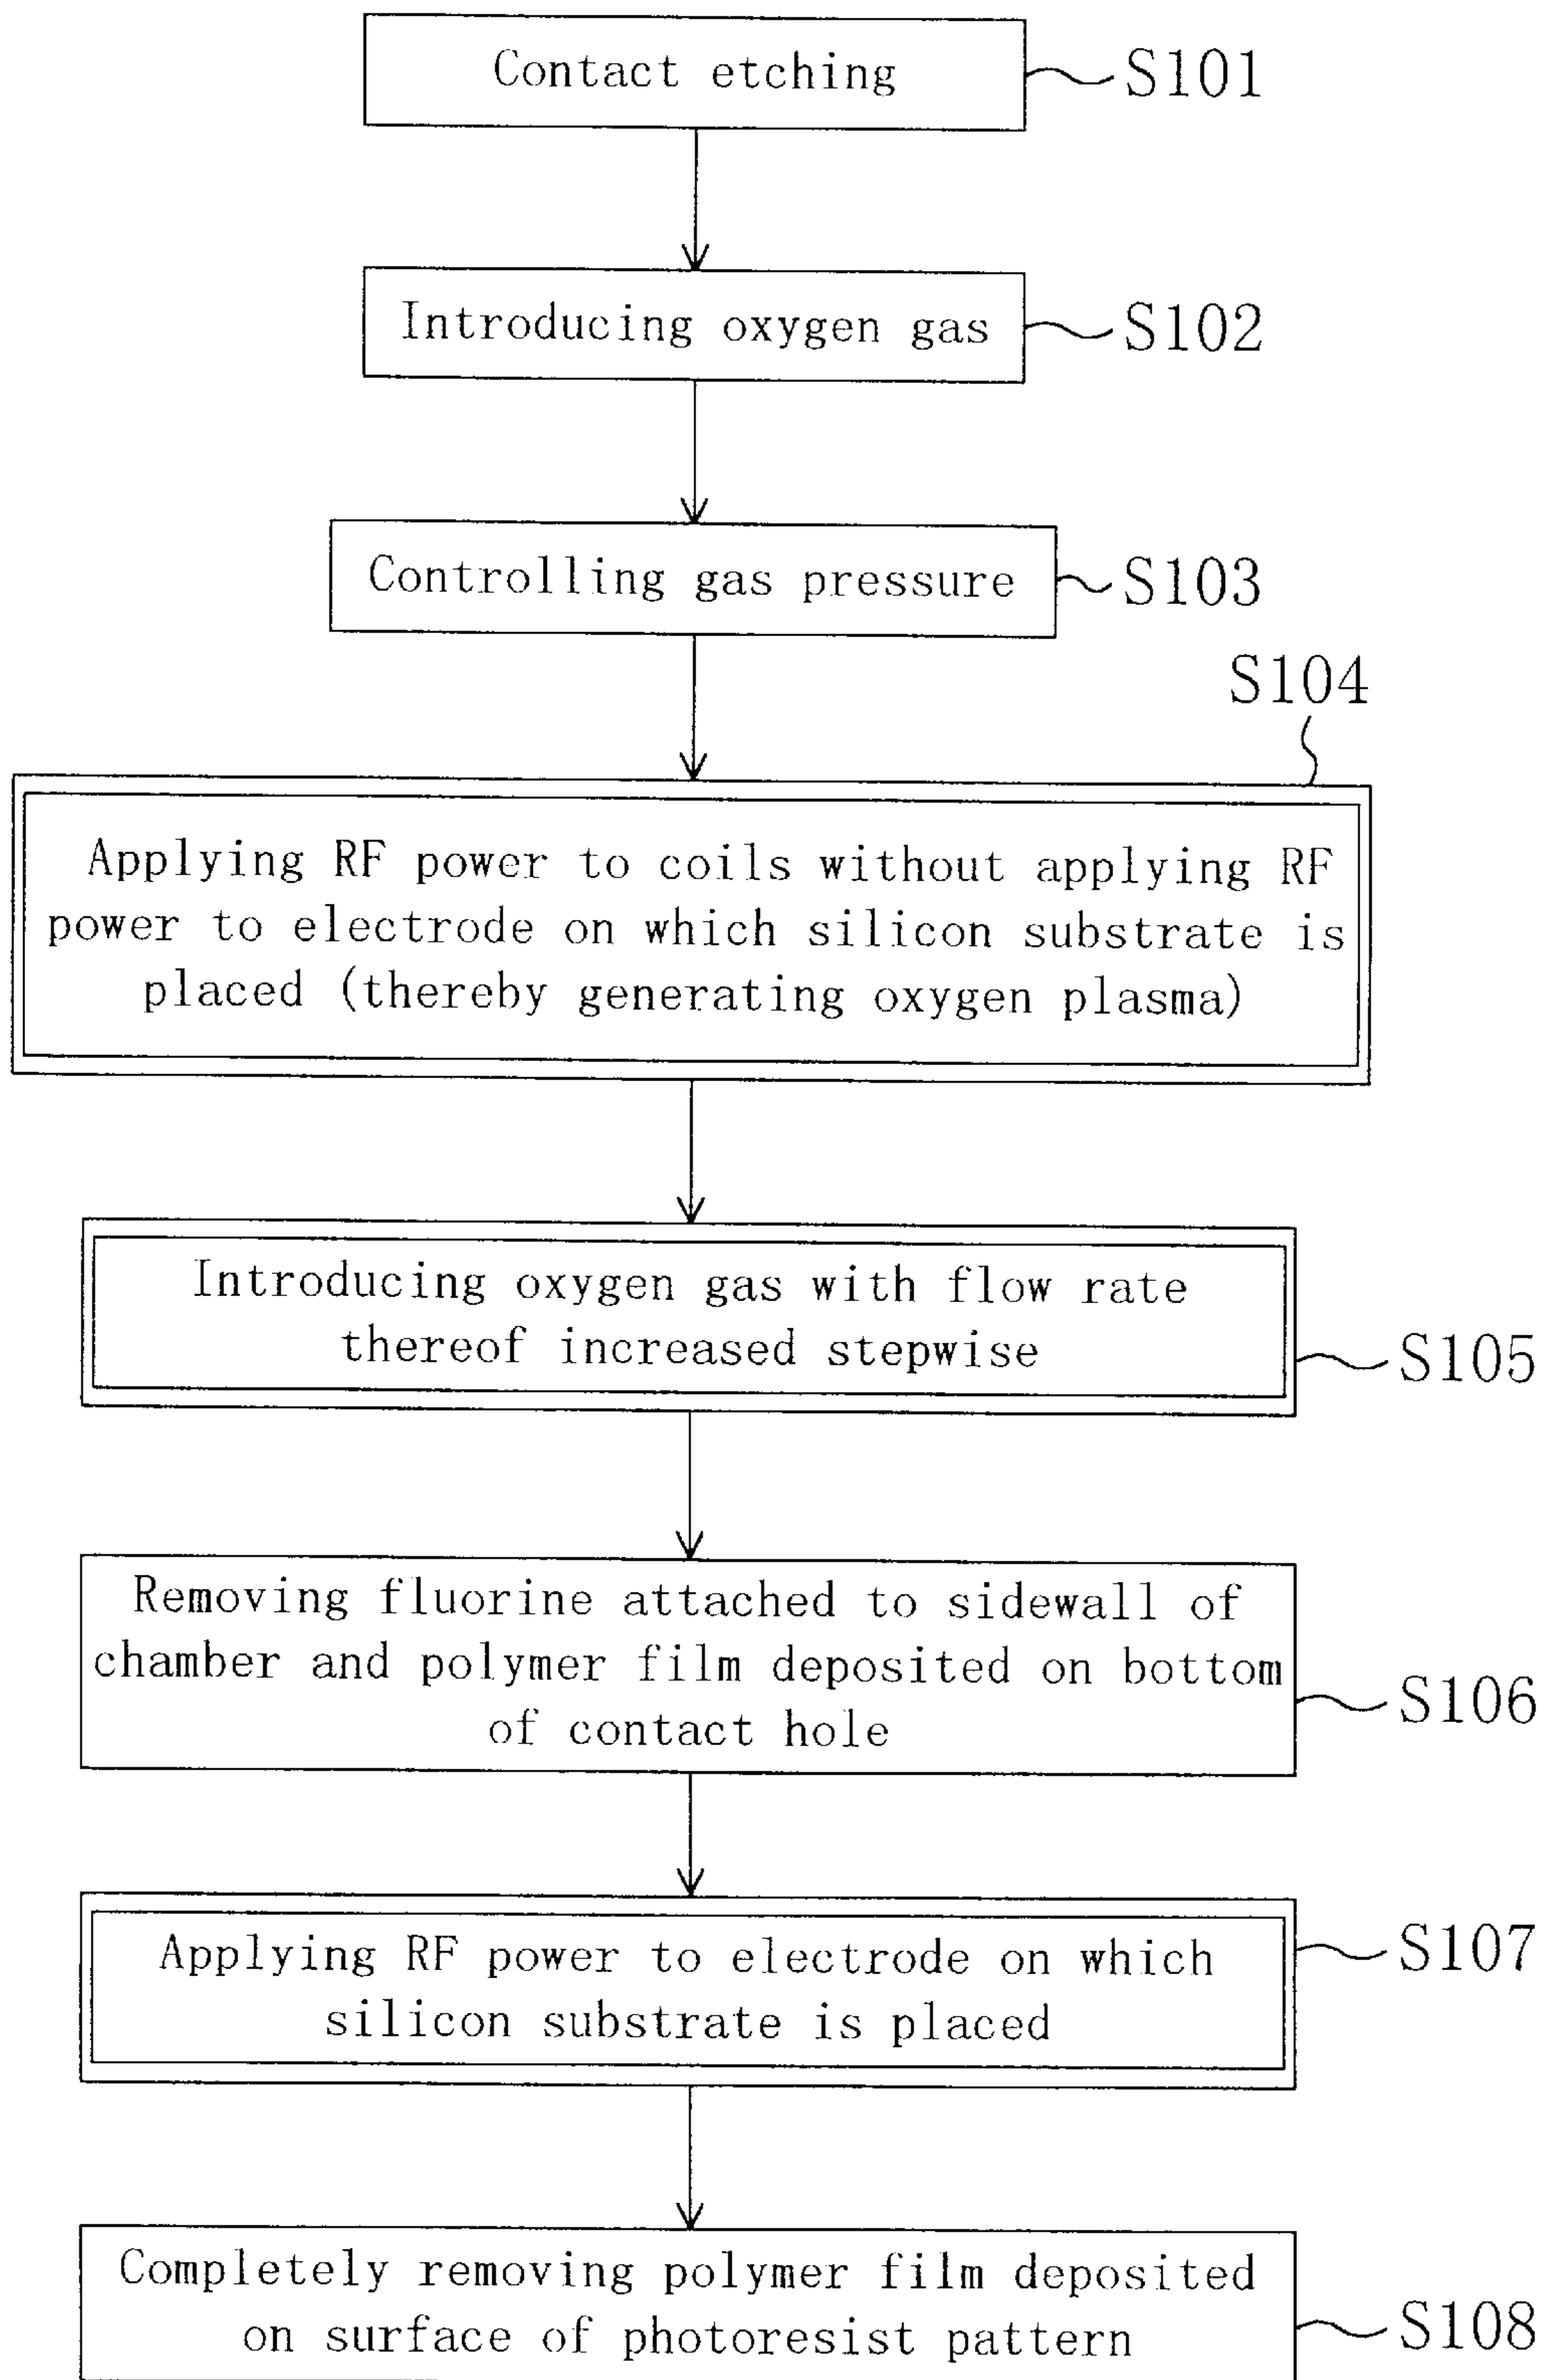 Contact etching
S101
Introducing oxygen gas
S102
Controlling gas pressure
S103
S104
Applying RF power to coils without applying RF
power to electrode on which silicon substrate is
placed (thereby generating oxygen plasma)
Introducing oxygen gas with flow rate
thereof increased stepwise
S105
Removing fluorine attached to sidewall of
chamber and polymer film deposited on bottom
of contact hole
S106
Applying RF power to electrode on which
silicon substrate is placed
S107
Completely removing polymer film deposited
on surface of photoresist pattern
S108